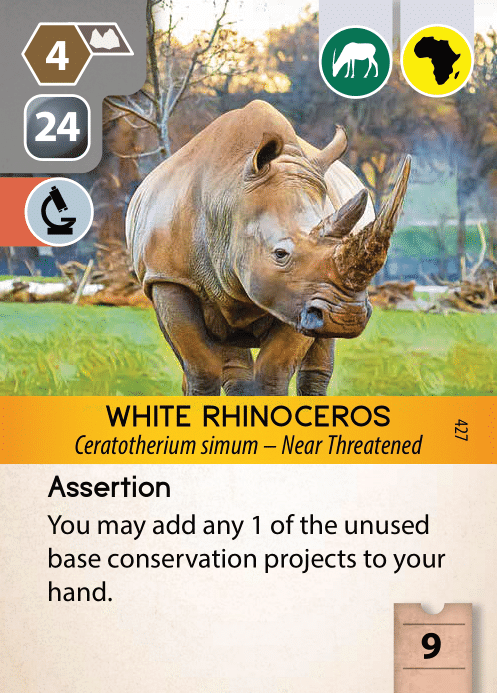 4
24
WHITE RHINOCEROS
Ceratotherium simum – Near Threatened
427
Assertion
You may add any 1 of the unused
base conservation projects to your
hand.
9